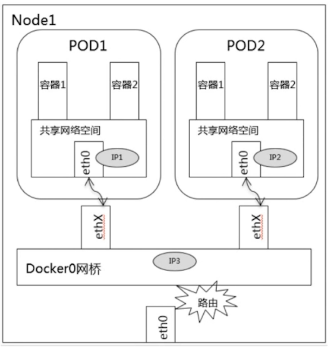 Node1
POD1
POD2
容器1
容器2
容器1
容器2
共享网络空间
共享网络空间
eth0
IP1
eth0
IP2
ethX
ethX
IP3
Docker0网桥
路由
eth0